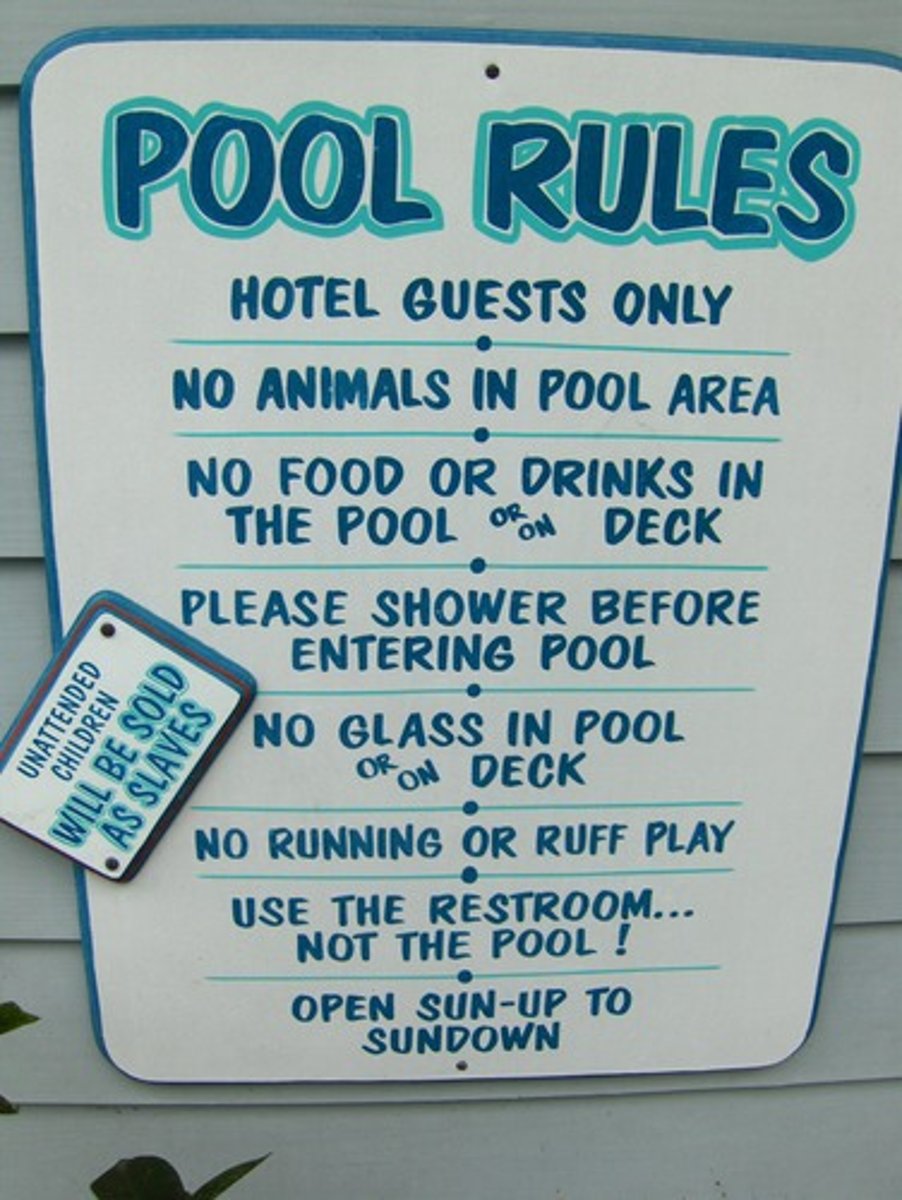 POOL RULES
HOTEL GUESTS ONLY
NO ANIMALS IN POOL AREA
NO FOOD OR DRINKS IN
THE POOL OR ON DECK
PLEASE SHOWER BEFORE
ENTERING POOL
NO GLASS IN POOL
OR ON DECK
NO RUNNING OR RUFF PLAY
USE THE RESTROOM...
NOT THE POOL !
OPEN SUN-UP TO
SUNDOWN
UNATTENDED
CHILDREN
WILL BE SOLD
AS SLAVES